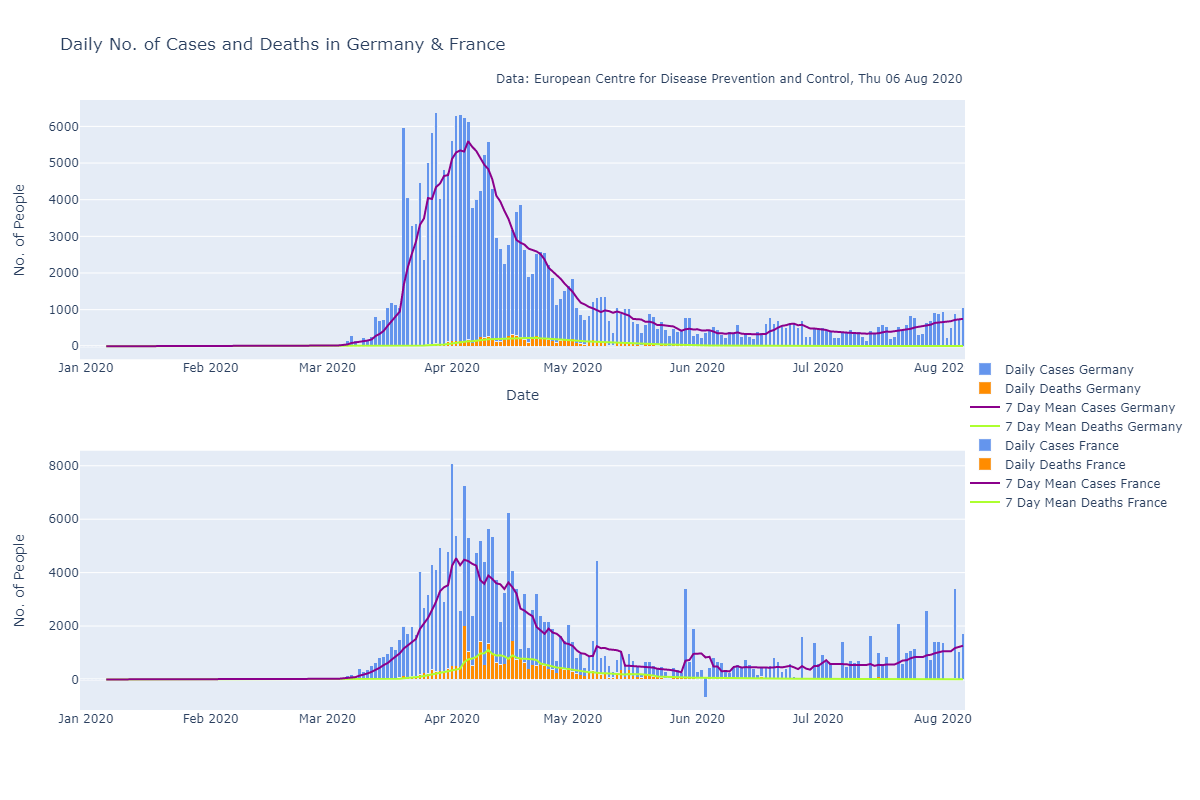 Daily No. of Cases and Deaths in Germany & France
Data: European Centre for Disease Prevention and Control, Thu 06 Aug 2020
No. of People
6000
5000
4000
3000
2000
1000
0
Jan 2020 Feb 2020 Mar 2020 Apr 2020 May 2020 Jun 2020 Jul 2020 Aug 202
Date
Daily Cases Germany
Daily Deaths Germany
7 Day Mean Cases Germany
7 Day Mean Deaths Germany
Daily Cases France
Daily Deaths France
7 Day Mean Cases France
7 Day Mean Deaths France
No. of People
8000
6000
4000
2000
0
Jan 2020 Feb 2020 Mar 2020 Apr 2020 May 2020 Jun 2020 Jul 2020 Aug 2020